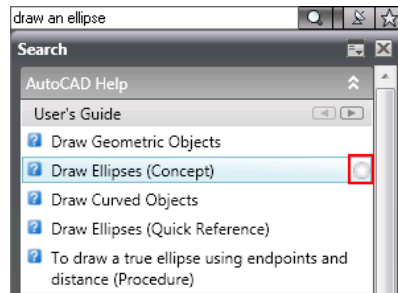 draw an ellipse
Search
AutoCAD Help
User's Guide
Draw Geometric Objects
Draw Ellipses (Concept)
Draw Curved Objects
Draw Ellipses (Quick Reference)
To draw a true ellipse using endpoints and
distance (Procedure)